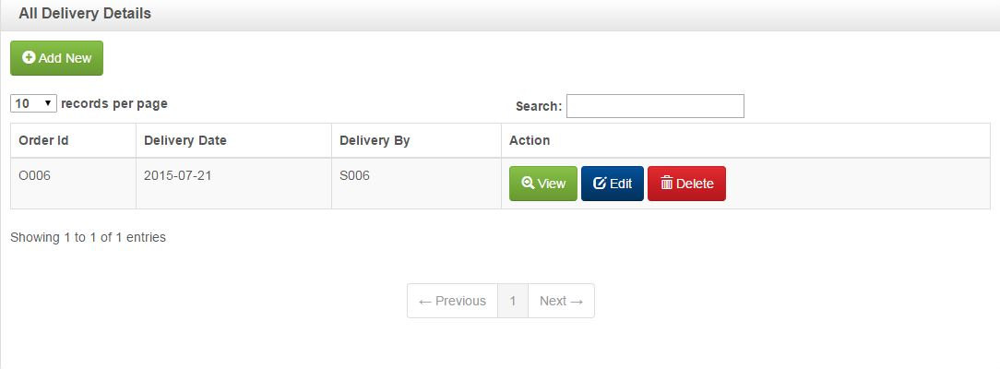 All Delivery Details
Add New
10 records per page
Search:
Order Id Delivery Date Delivery By Action
O006 2015-07-21 S006 View Edit Delete
Showing 1 to 1 of 1 entries
← Previous 1 Next →